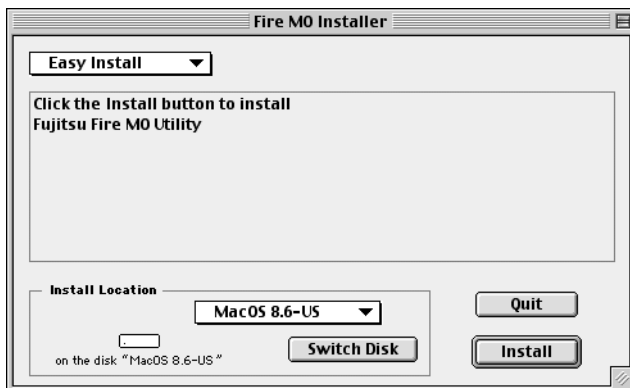 Fire MO Installer
Easy Install
Click the Install button to install
Fujitsu Fire MO Utility
Install Location
MacOS 8.6-US
on the disk “MacOS 8.6-US”
Switch Disk
Quit
Install